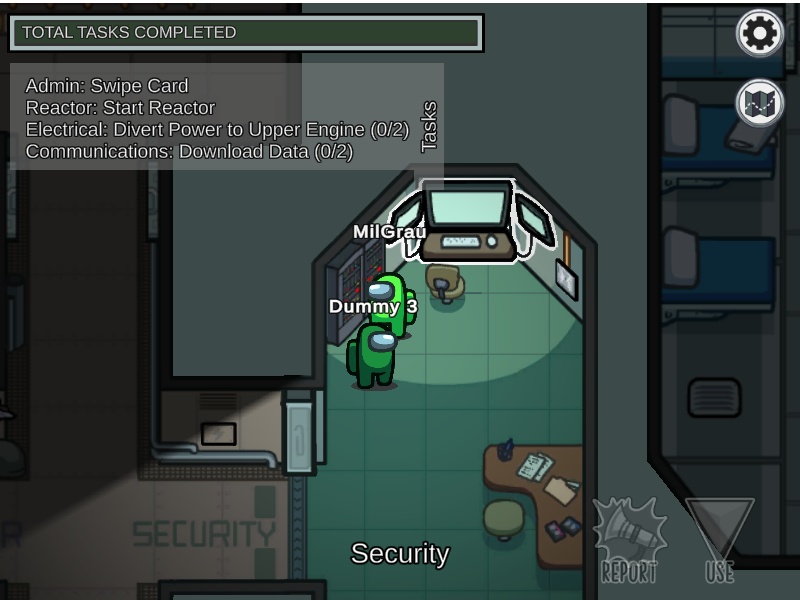 TOTAL TASKS COMPLETED
Admin: Swipe Card
Reactor: Start Reactor
Electrical: Divert Power to Upper Engine (0/2)
Communications: Download Data (0/2)
Tasks
MilGrau
Dummy 3
SECURITY
Security
REPORT
USE